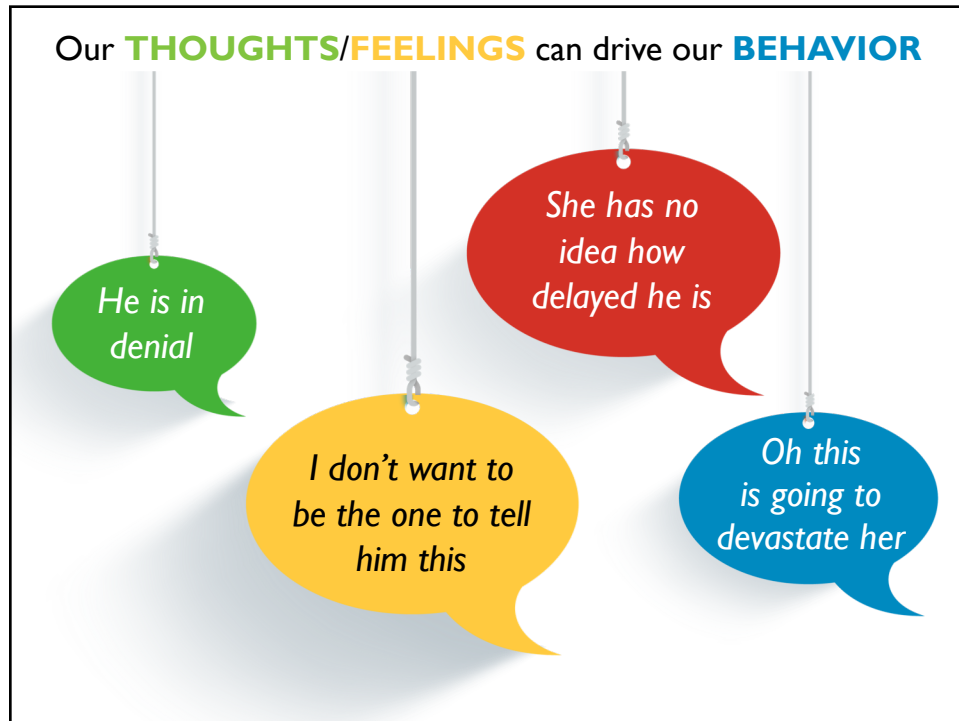 Our THOUGHTS/FEELINGS can drive our BEHAVIOR
He is in
denial
I don’t want to
be the one to tell
him this
She has no
idea how
delayed he is
Oh this
is going to
devastate her